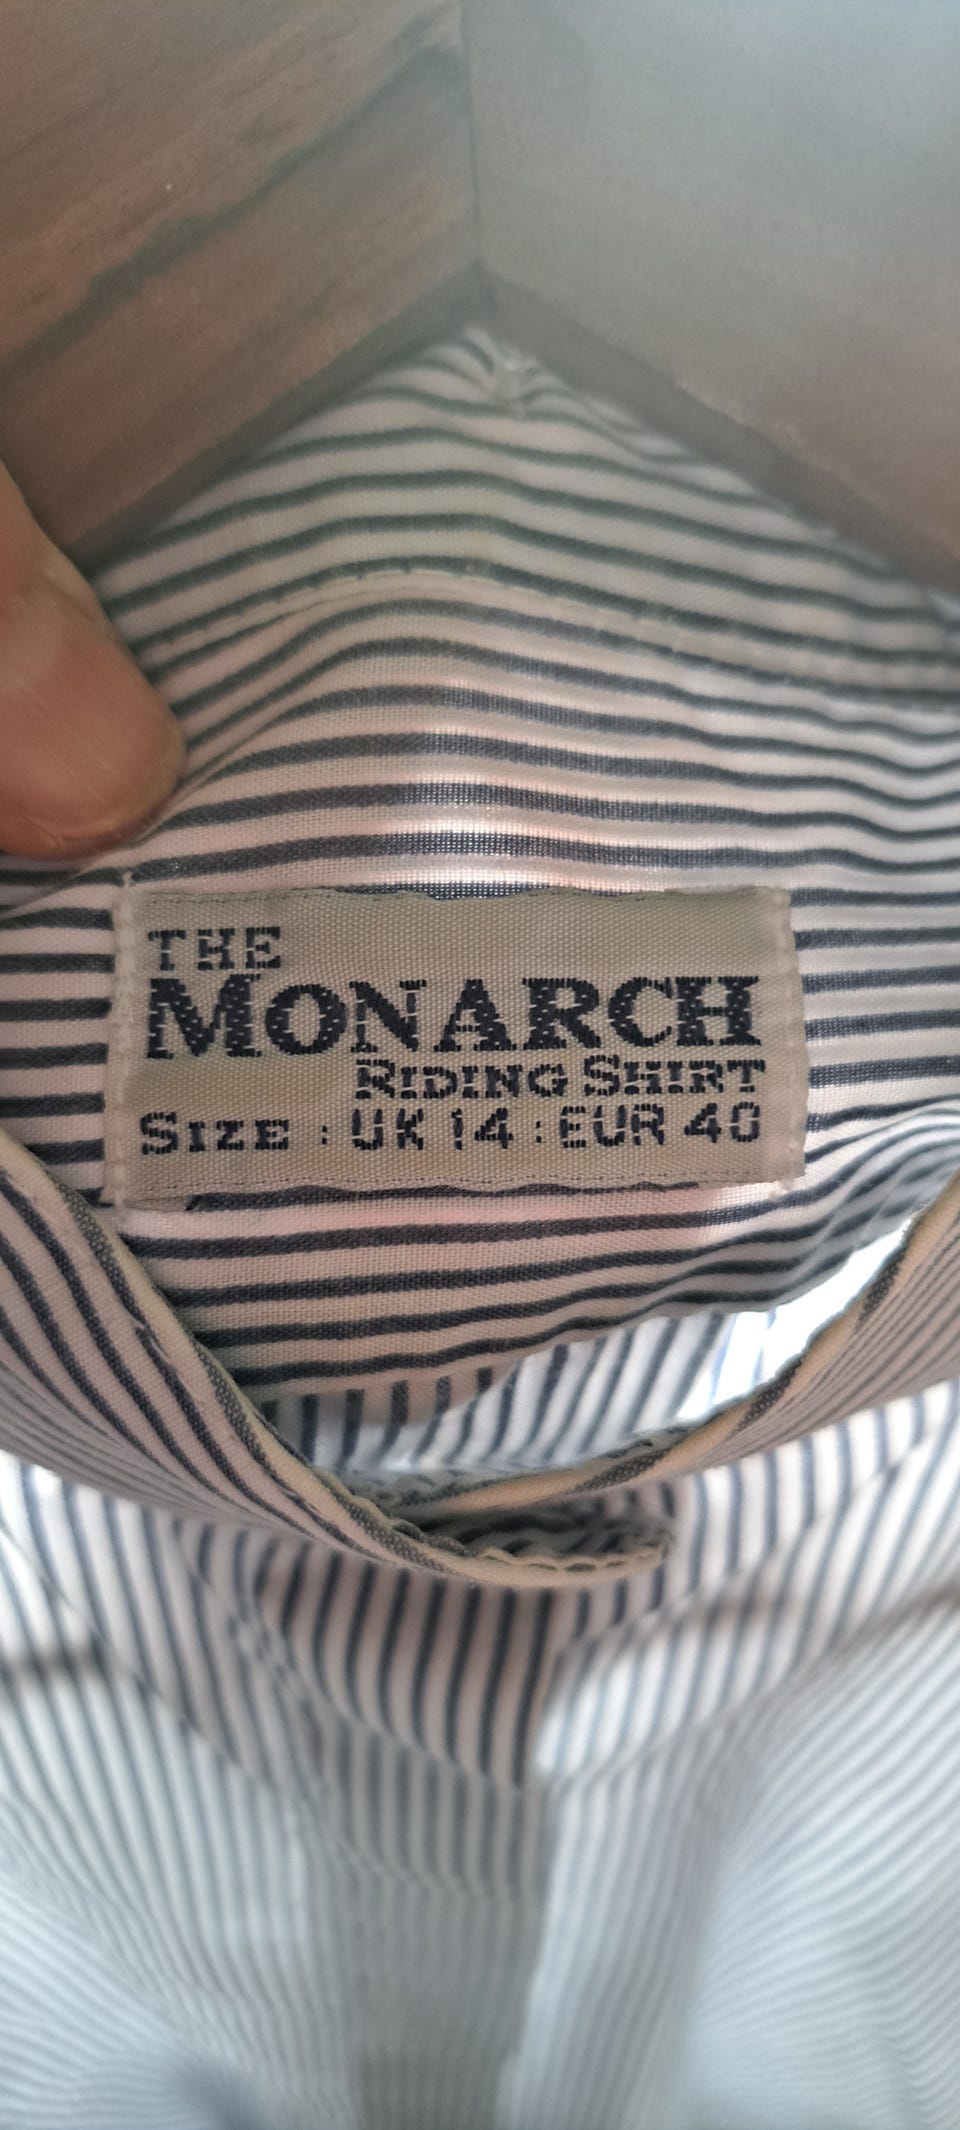 THE
MONARCH
RIDING SHIRT
SIZE : UK 14 : EUR 40